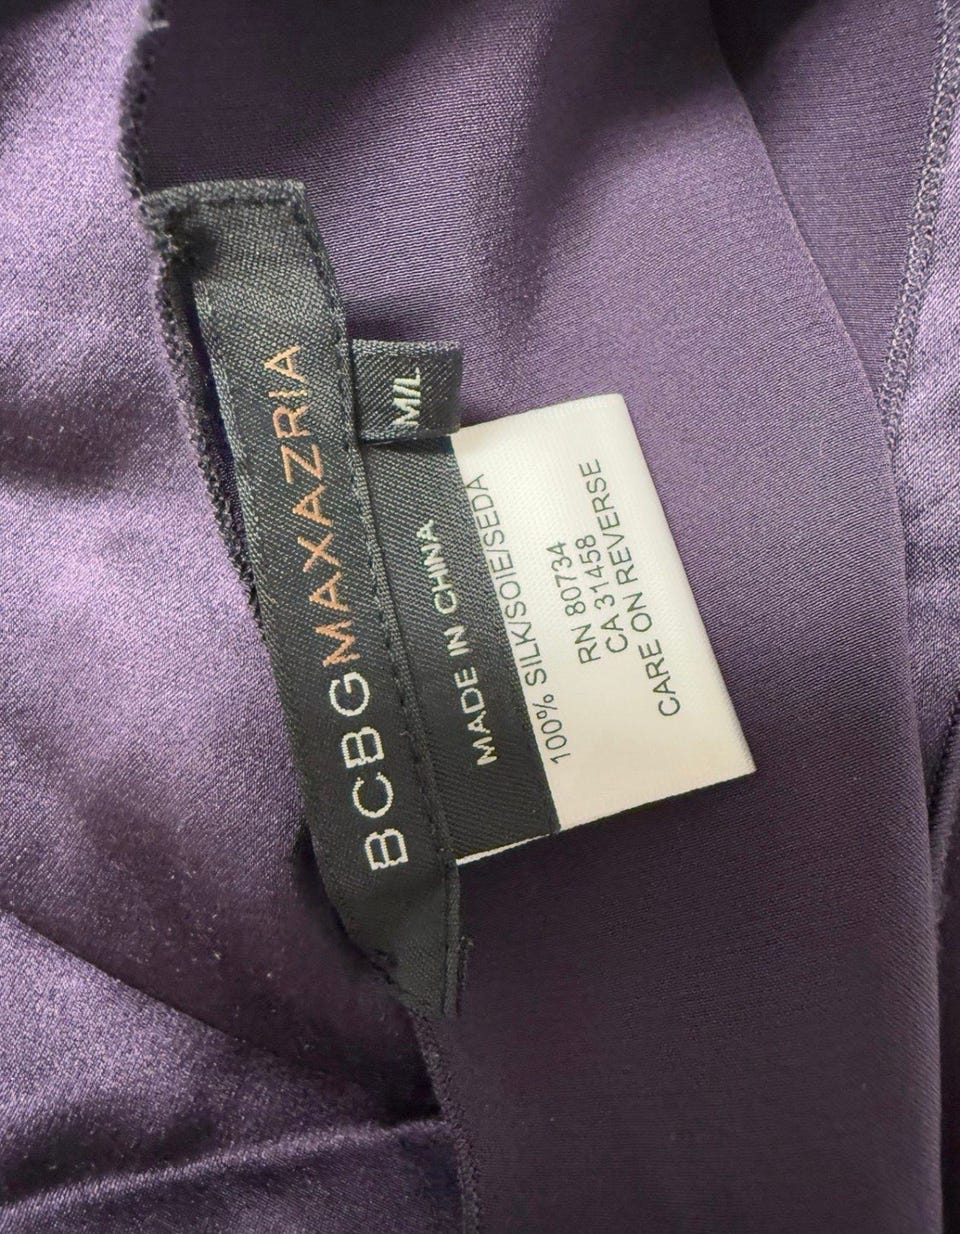 BCBGMAXAZRIA
M/L
MADE IN CHINA
100% SILK/SOIE/SEDA
RN 80734
CA 31458
CARE ON REVERSE